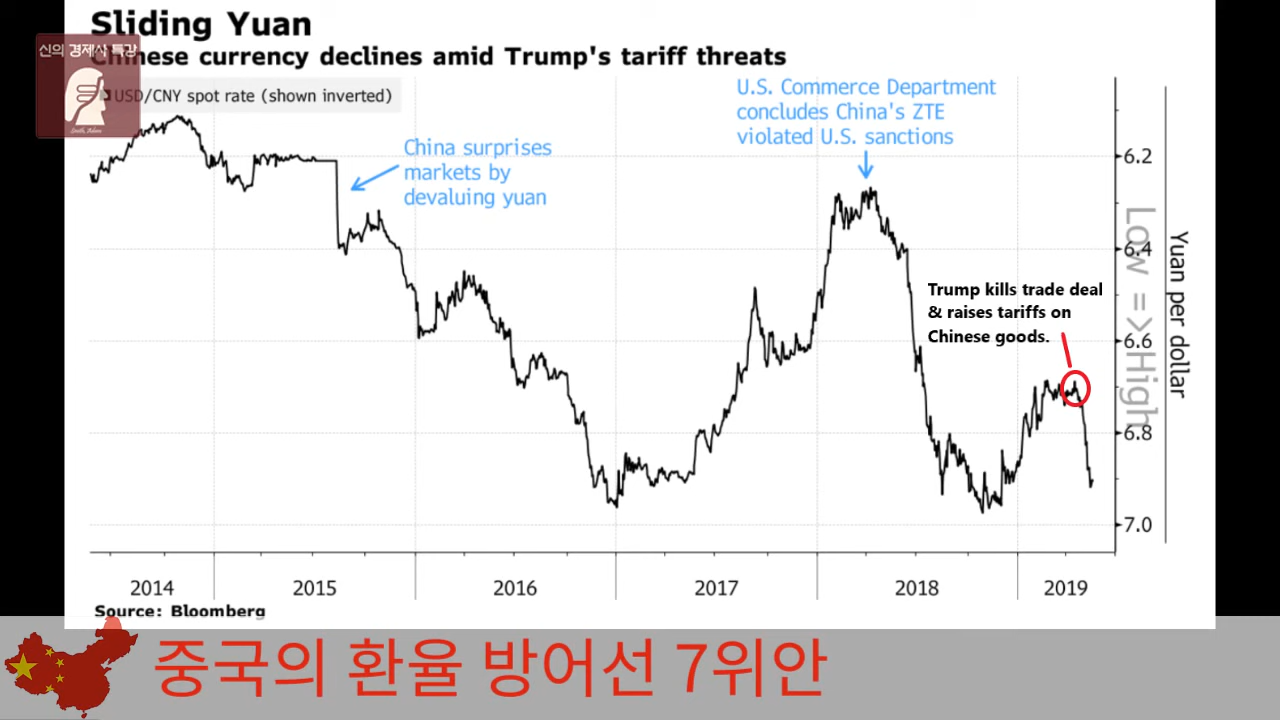 Sliding Yuan
신의 경제사 특강
Chinese currency declines amid Trump's tariff threats
USD/CNY spot rate (shown inverted)
South, Adam
China surprises
markets by
devaluing yuan
U.S. Commerce Department
concludes China's ZTE
violated U.S. sanctions
Trump kills trade deal
& raises tariffs on
Chinese goods.
6.2
6.4
6.6
6.8
7.0
Low =>High
Yuan per dollar
2014 2015 2016 2017 2018 2019
Source: Bloomberg
중국의 환율 방어선 7위안